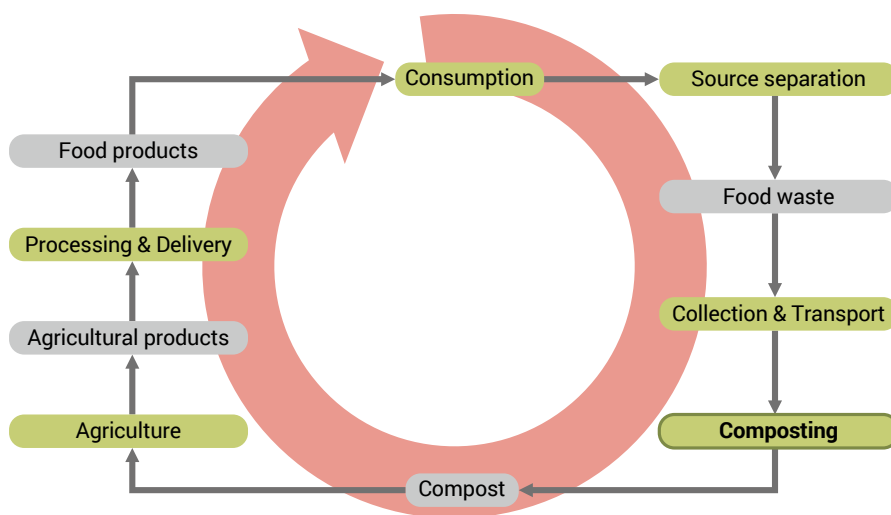 Consumption
Source separation
Food products
Food waste
Processing & Delivery
Collection & Transport
Agricultural products
Agriculture
Composting
Compost